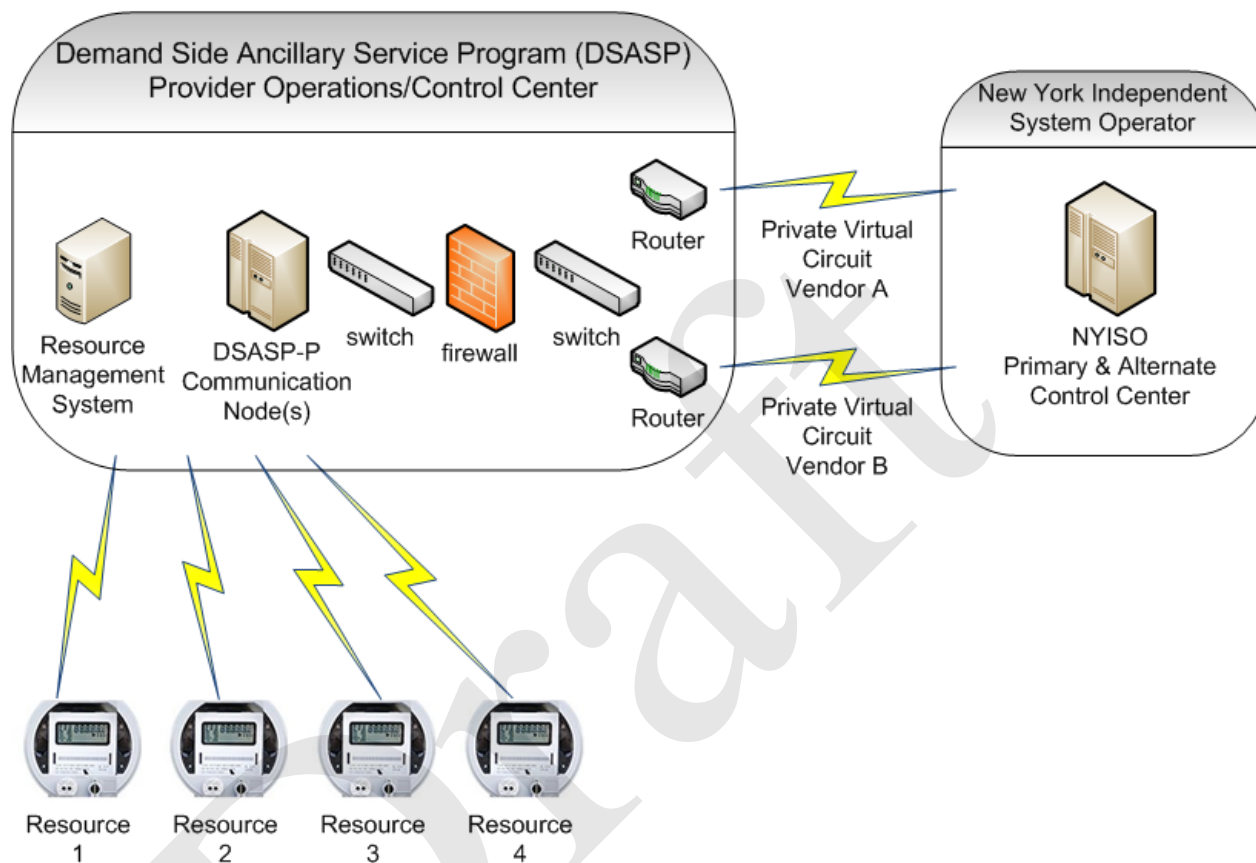 Demand Side Ancillary Service Program (DSASP)
Provider Operations/Control Center
New York Independent
System Operator
Router
Private Virtual
Circuit
Vendor A
Resource
Management
System
DSASP-P
Communication
Node(s)
switch
firewall
switch
Router
Private Virtual
Circuit
Vendor B
NYISO
Primary & Alternate
Control Center
Resource
1
Resource
2
Resource
3
Resource
4
Draft